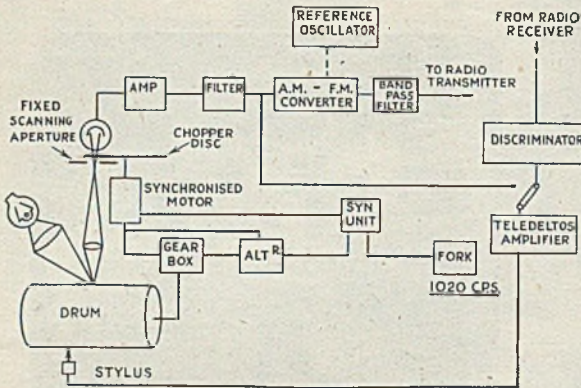 REFERENCE
OSCILLATOR
FROM RADIO
RECEIVER
AMP
FILTER
A.M. – F.M.
CONVERTER
BAND
PASS
FILTER
TO RADIO
TRANSMITTER
FIXED
SCANNING
APERTURE
CHOPPER
DISC
DISCRIMINATOR
SYNCHRONISED
MOTOR
SYN
UNIT
TELEDELTOS
AMPLIFIER
GEAR
BOX
ALTR.
FORK
1020 CPS.
DRUM
STYLUS